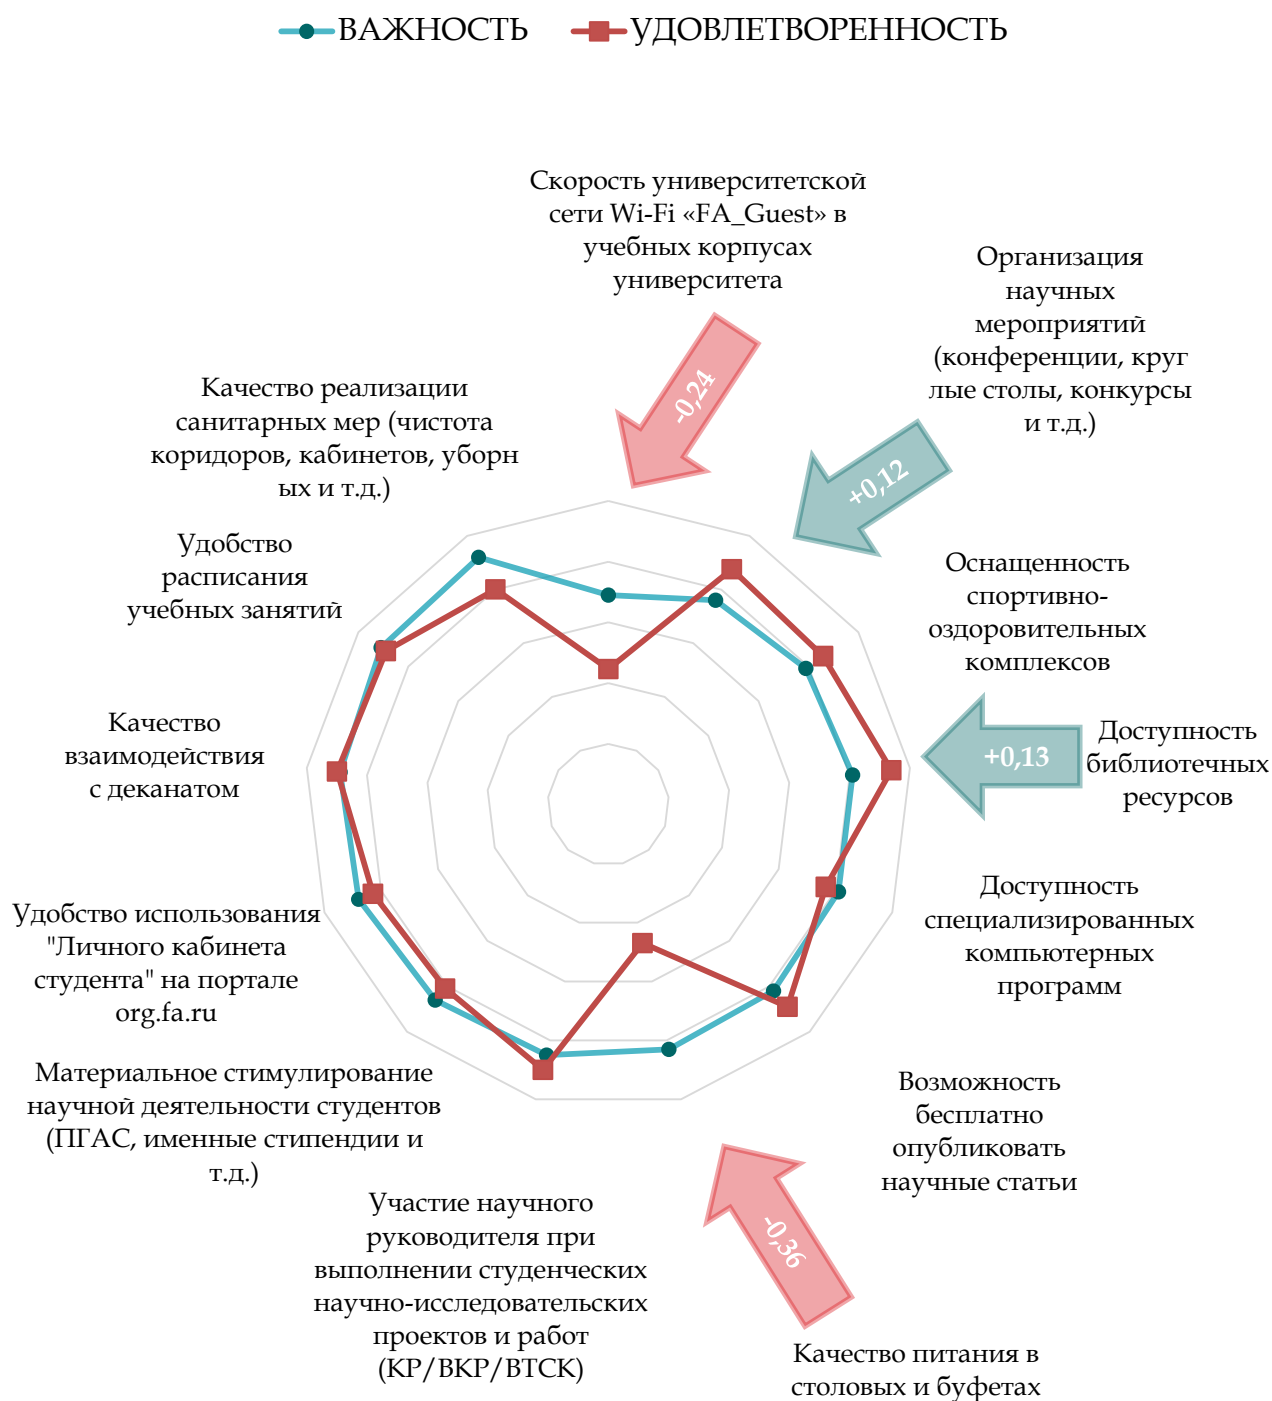 ВАЖНОСТЬ
УДОВЛЕТВОРЕННОСТЬ
Скорость университетской
сети Wi-Fi «FA_Guest» в
учебных корпусах
университета
-0,24
Организация
научных
мероприятий
(конференции, круг
лые столы, конкурсы
и т.д.)
+0,12
Оснащенность
спортивно-
оздоровительных
комплексов
Доступность
библиотечных
ресурсов
+0,13
Доступность
специализированных
компьютерных
программ
Возможность
бесплатно
опубликовать
научные статьи
Качество питания в
столовых и буфетах
-0,36
Участие научного
руководителя при
выполнении студенческих
научно-исследовательских
проектов и работ
(КР/ВКР/ВТСК)
Материальное стимулирование
научной деятельности студентов
(ПГАС, именные стипендии и
т.д.)
Удобство использования
"Личного кабинета
студента" на портале
org.fa.ru
Качество
взаимодействия
с деканатом
Удобство
расписания
учебных занятий
Качество реализации
санитарных мер (чистота
коридоров, кабинетов, уборн
ых и т.д.)